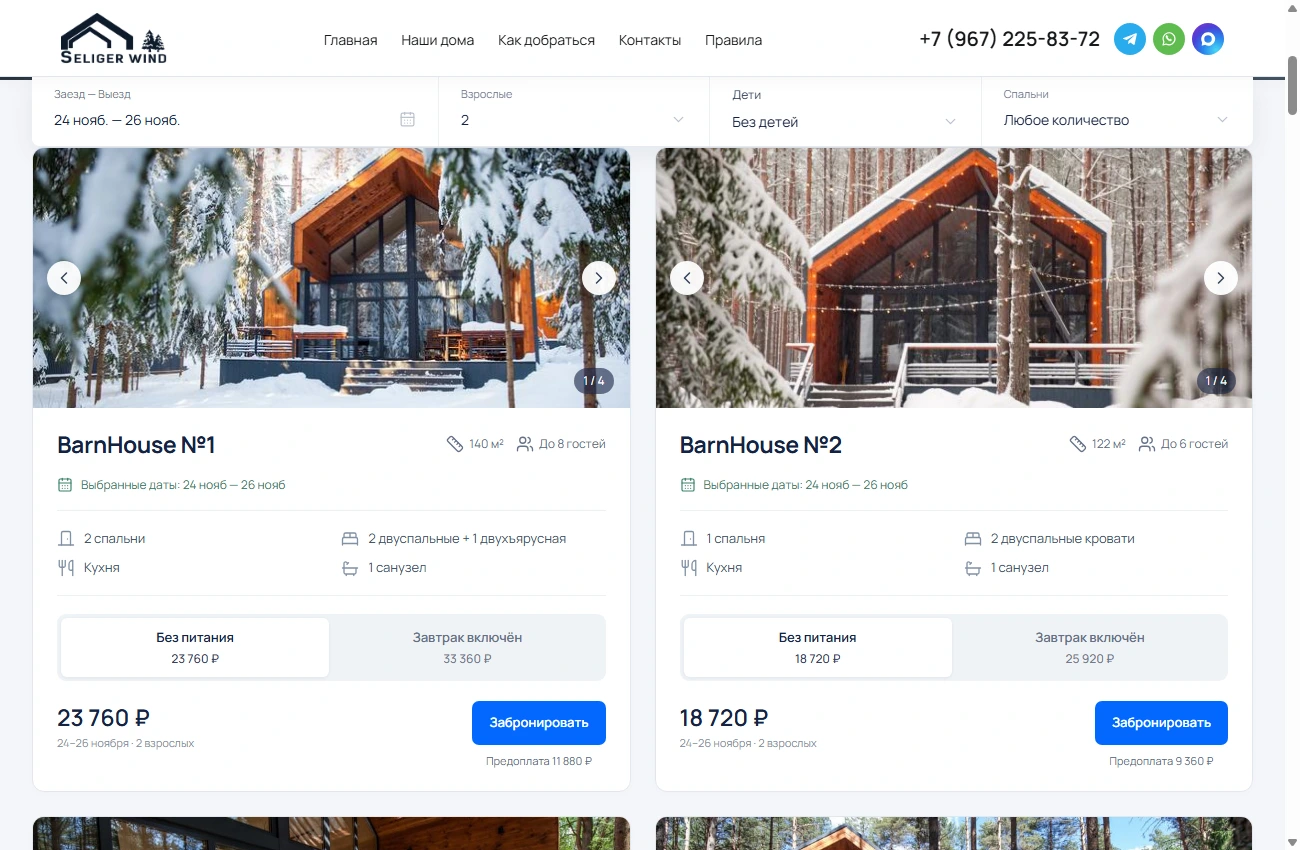 SELIGER WIND
Главная Наши дома Как добраться Контакты Правила
+7 (967) 225-83-72
Заезд — Выезд
24 нояб. — 26 нояб.
Взрослые
2
Дети
Без детей
Спальни
Любое количество
1 / 4
BarnHouse №1
140 м² До 8 гостей
Выбранные даты: 24 нояб — 26 нояб
2 спальни
2 двуспальные + 1 двухъярусная
Кухня
1 санузел
Без питания
23 760 ₽
Завтрак включён
33 360 ₽
23 760 ₽
24–26 ноября · 2 взрослых
Забронировать
Предоплата 11 880 ₽
1 / 4
BarnHouse №2
122 м² До 6 гостей
Выбранные даты: 24 нояб — 26 нояб
1 спальня
2 двуспальные кровати
Кухня
1 санузел
Без питания
18 720 ₽
Завтрак включён
25 920 ₽
18 720 ₽
24–26 ноября · 2 взрослых
Забронировать
Предоплата 9 360 ₽